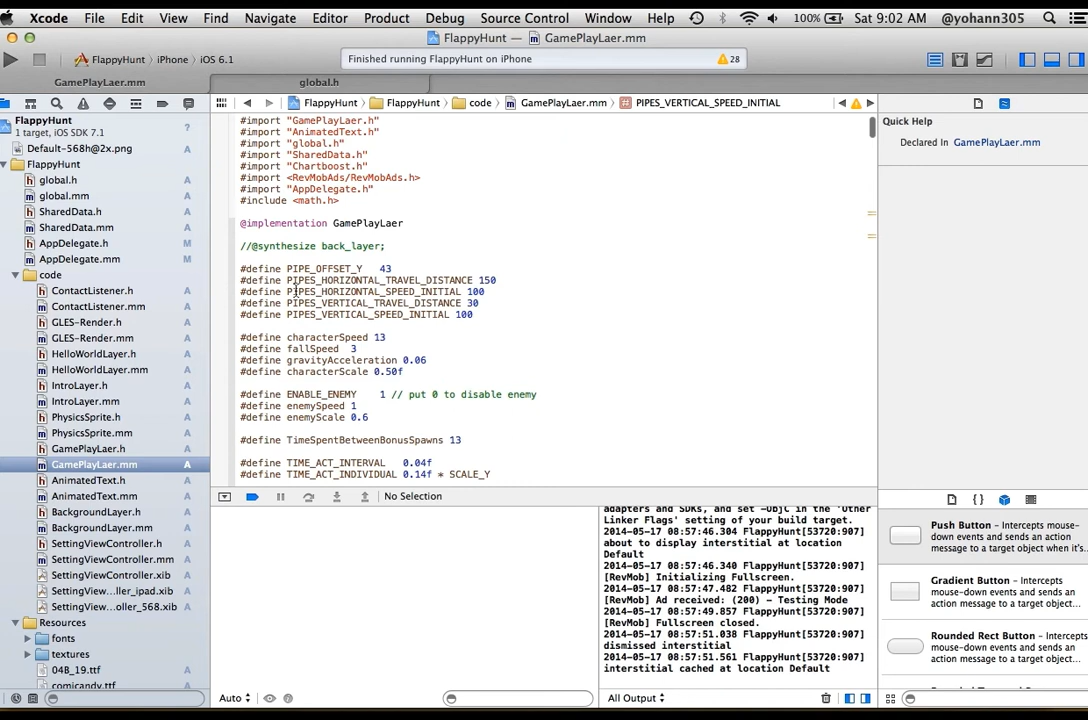 Xcode File Edit View Find Navigate Editor Product Debug Source Control Window Help 100% Sat 9:02 AM @yohann305
FlappyHunt — GamePlayLaer.mm
FlappyHunt iPhone iOS 6.1 Finished running FlappyHunt on iPhone 28
GamePlayLaer.mm global.h
FlappyHunt
1 target, iOS SDK 7.1
?
Default-568h@2x.png A
FlappyHunt
global.h A
global.mm A
SharedData.h A
SharedData.mm A
AppDelegate.h M
AppDelegate.mm M
code
ContactListener.h A
ContactListener.mm A
GLES-Render.h A
GLES-Render.mm A
HelloWorldLayer.h A
HelloWorldLayer.mm A
IntroLayer.h A
IntroLayer.mm A
PhysicsSprite.h A
PhysicsSprite.mm A
GamePlayLaer.h A
GamePlayLaer.mm A
AnimatedText.h A
AnimatedText.mm A
BackgroundLayer.h A
BackgroundLayer.mm A
SettingViewController.h A
SettingViewController.mm A
SettingViewController.xib A
SettingView...ller_ipad.xib A
SettingView...oller_568.xib A
Resources
fonts
textures
04B_19.ttf A
comicandy.ttf A
FlappyHunt FlappyHunt code GamePlayLaer.mm PIPES_VERTICAL_SPEED_INITIAL
#import "GamePlayLaer.h"
#import "AnimatedText.h"
#import "global.h"
#import "SharedData.h"
#import "Chartboost.h"
#import <RevMobAds/RevMobAds.h>
#import "AppDelegate.h"
#include <math.h>
@implementation GamePlayLaer
//@synthesize back_layer;
#define PIPE_OFFSET_Y 43
#define PIPES_HORIZONTAL_TRAVEL_DISTANCE 150
#define PIPES_HORIZONTAL_SPEED_INITIAL 100
#define PIPES_VERTICAL_TRAVEL_DISTANCE 30
#define PIPES_VERTICAL_SPEED_INITIAL 100
#define characterSpeed 13
#define fallSpeed 3
#define gravityAcceleration 0.06
#define characterScale 0.50f
#define ENABLE_ENEMY 1 // put 0 to disable enemy
#define enemySpeed 1
#define enemyScale 0.6
#define TimeSpentBetweenBonusSpawns 13
#define TIME_ACT_INTERVAL 0.04f
#define TIME_ACT_INDIVIDUAL 0.14f * SCALE_Y
No Selection
adapters and SDKs, and set -ObjC in the 'Other
Linker Flags' setting of your build target.
2014-05-17 08:57:46.304 FlappyHunt[53720:907]
about to display interstitial at location
Default
2014-05-17 08:57:46.340 FlappyHunt[53720:907]
[RevMob] Initializing Fullscreen.
2014-05-17 08:57:47.482 FlappyHunt[53720:907]
[RevMob] Ad received: (200) - Testing Mode
2014-05-17 08:57:49.857 FlappyHunt[53720:907]
[RevMob] Fullscreen closed.
2014-05-17 08:57:51.038 FlappyHunt[53720:907]
dismissed interstitial
2014-05-17 08:57:51.561 FlappyHunt[53720:907]
interstitial cached at location Default
Auto All Output
Quick Help
Declared In GamePlayLaer.mm
Push Button - Intercepts mouse-
down events and sends an
action message to a target object when it's...
Gradient Button - Intercepts
mouse-down events and sends an
action message to a target object...
Rounded Rect Button - Intercepts
mouse-down events and sends an
action message to a target object...